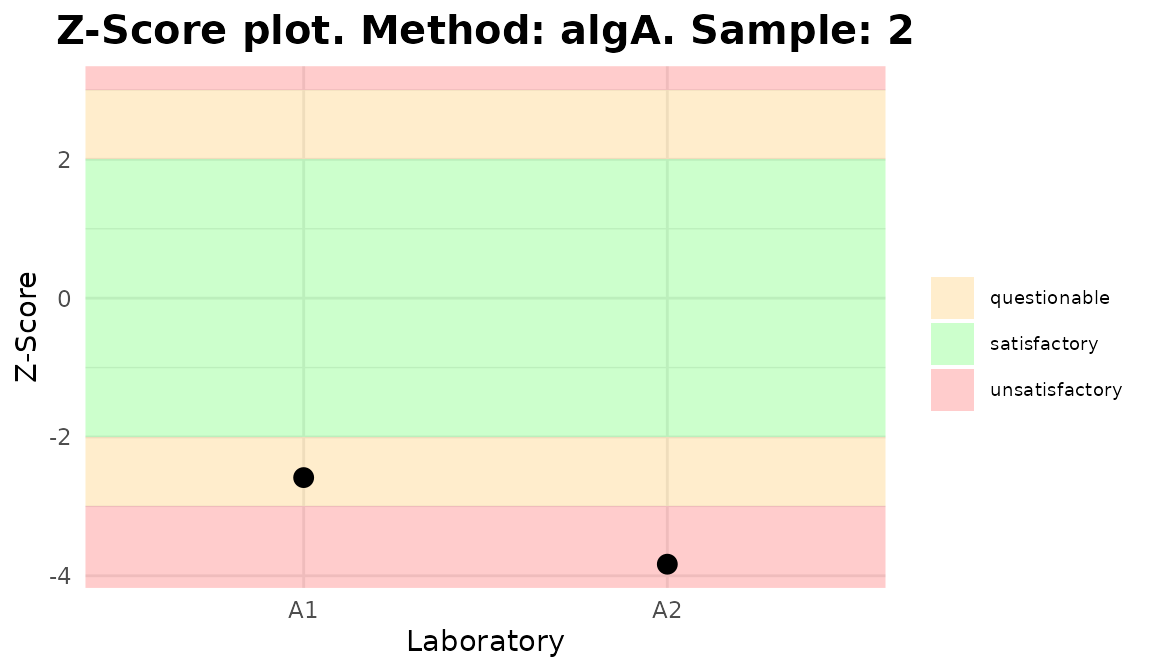 Z-Score plot. Method: algA. Sample: 2
Z-Score
2
0
-2
-4
A1 A2
Laboratory
questionable
satisfactory
unsatisfactory